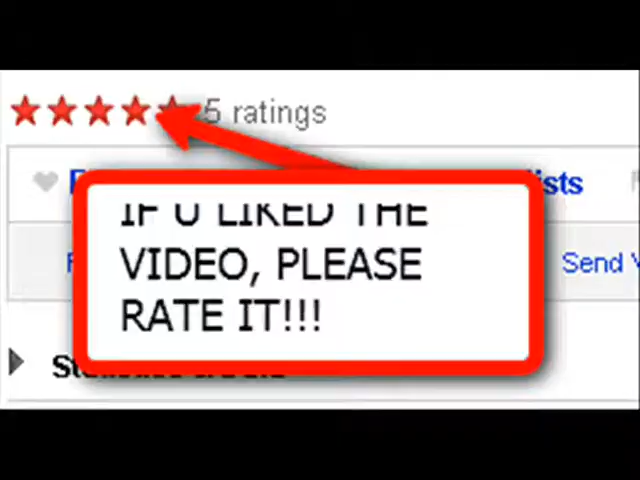 5 ratings
IF U LIKED THE
VIDEO, PLEASE
RATE IT!!!
Send